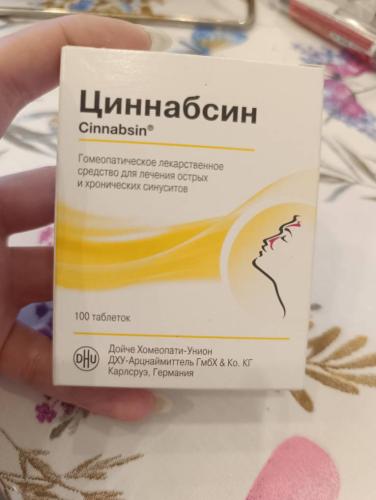 Циннабсин
Cinnabsin®
Гомеопатическое лекарственное
средство для лечения острых
и хронических синуситов
100 таблеток
DHU
Дойче Хомеопати-Унион
ДХУ-Арцнаймиттель ГмбХ & Ко. КГ
Карлсруэ, Германия